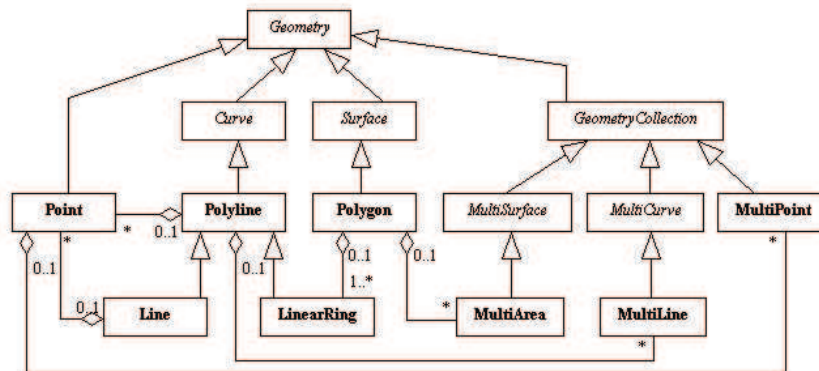 Geometry
Curve
Surface
GeometryCollection
Point
Polyline
Polygon
MultiSurface
MultiCurve
MultiPoint
*
0..1
0..1
*
0..1
0..1
0..1
*
0..1
1..*
*
Line
LinearRing
MultiArea
MultiLine
*